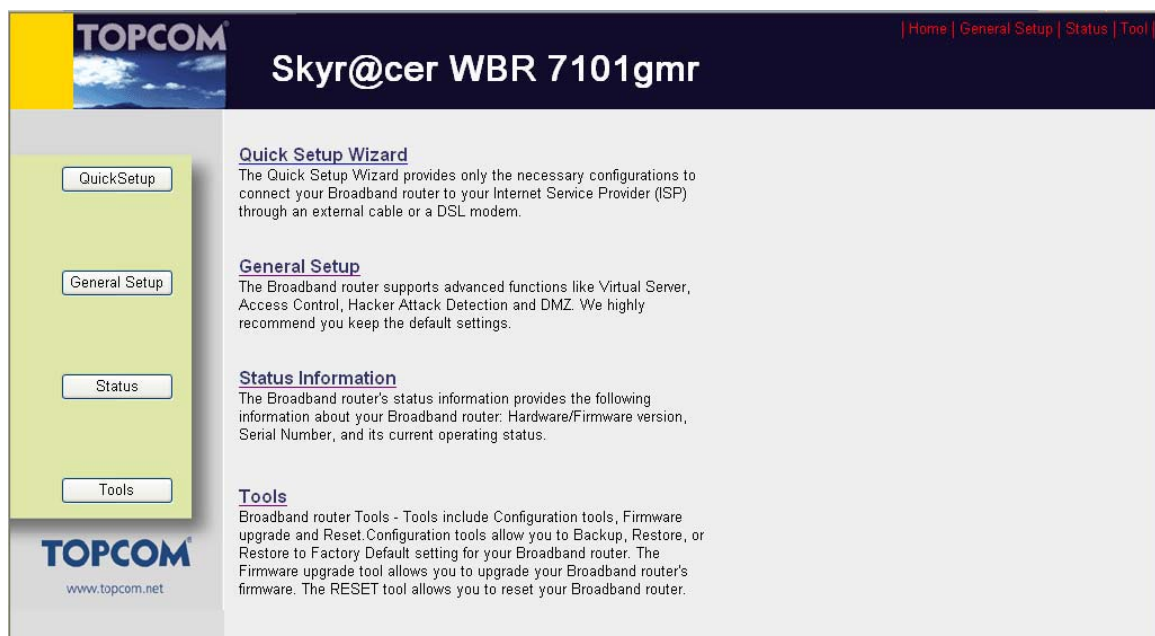 TOPCOM®
| Home | General Setup | Status | Tool |
Skyr@cer WBR 7101gmr
QuickSetup
General Setup
Status
Tools
TOPCOM®
www.topcom.net
Quick Setup Wizard
The Quick Setup Wizard provides only the necessary configurations to
connect your Broadband router to your Internet Service Provider (ISP)
through an external cable or a DSL modem.
General Setup
The Broadband router supports advanced functions like Virtual Server,
Access Control, Hacker Attack Detection and DMZ. We highly
recommend you keep the default settings.
Status Information
The Broadband router's status information provides the following
information about your Broadband router: Hardware/Firmware version,
Serial Number, and its current operating status.
Tools
Broadband router Tools - Tools include Configuration tools, Firmware
upgrade and Reset.Configuration tools allow you to Backup, Restore, or
Restore to Factory Default setting for your Broadband router. The
Firmware upgrade tool allows you to upgrade your Broadband router's
firmware. The RESET tool allows you to reset your Broadband router.